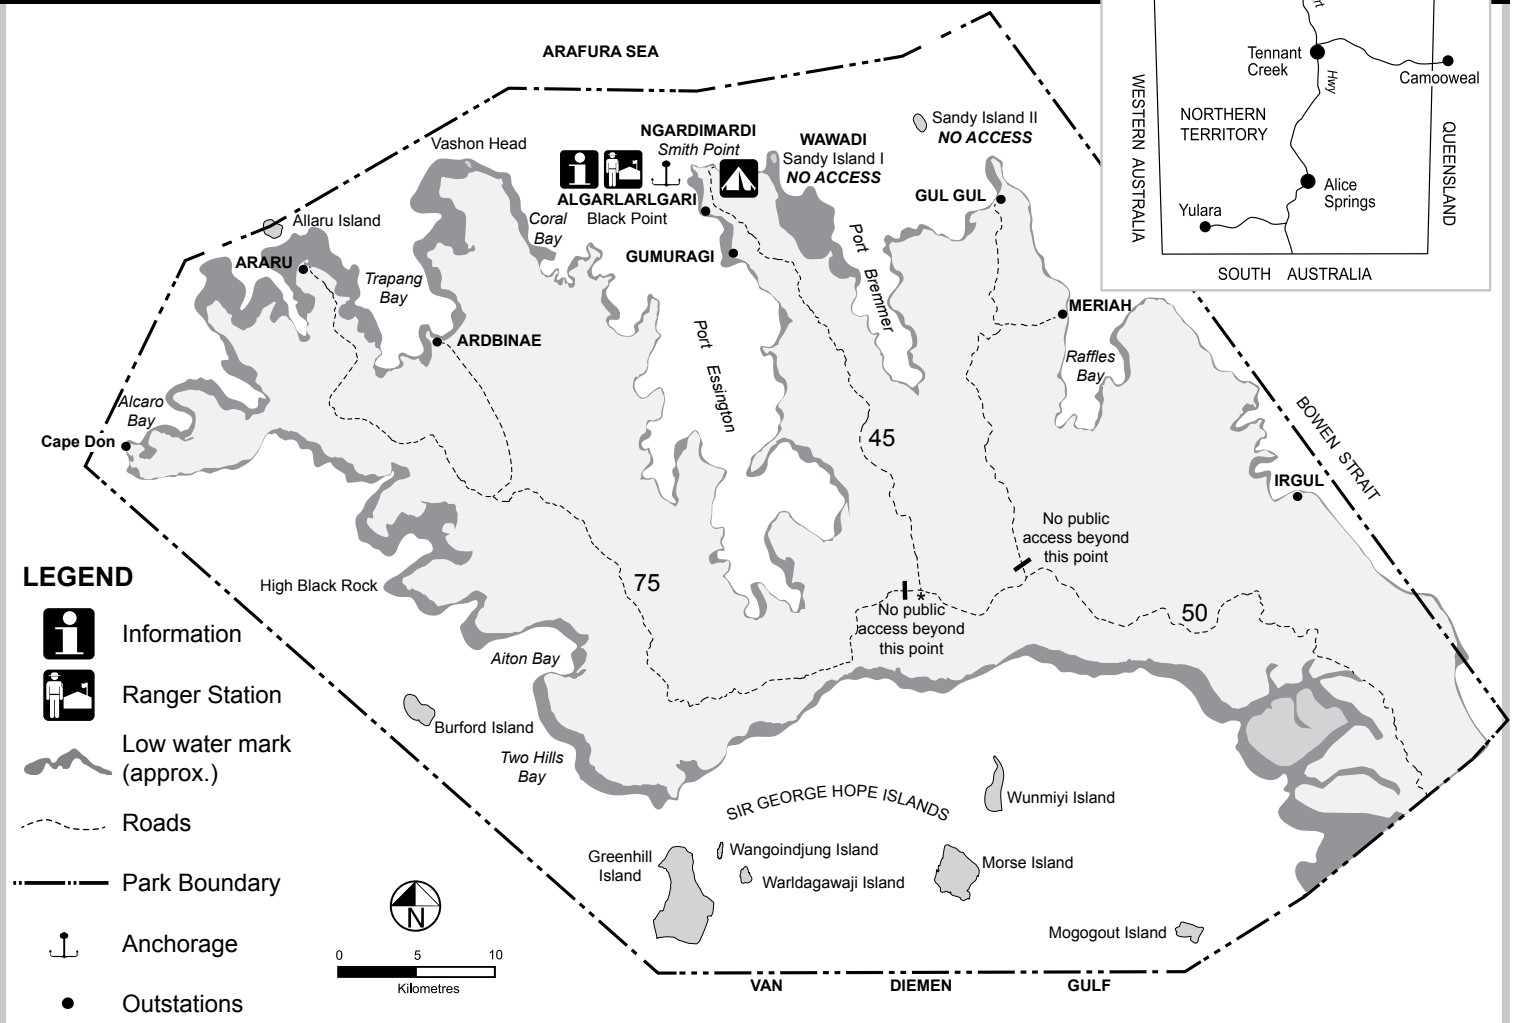 ARAFURA SEA
Vashon Head
NGARDIMARDI
Smith Point
WAWADI
Sandy Island I
NO ACCESS
Sandy Island II
NO ACCESS
ALGARLARLGARI
Black Point
GUL GUL
Coral
Bay
Allaru Island
ARARU
Trapang
Bay
GUMURAGI
Port Bremmer
MERIAH
ARDBINAE
Port Essington
Raffles
Bay
Alcaro
Bay
Cape Don
45
BOWEN STRAIT
IRGUL
No public
access beyond
this point
High Black Rock
75
*
No public
access beyond
this point
50
Aiton Bay
Burford Island
Two Hills
Bay
SIR GEORGE HOPE ISLANDS
Wunmiyi Island
Greenhill
Island
Wangoindjung Island
Warldagawaji Island
Morse Island
Mogogout Island
VAN DIEMEN GULF
LEGEND
Information
Ranger Station
Low water mark
(approx.)
Roads
Park Boundary
Anchorage
Outstations
N
0 5 10
Kilometres
Tennant
Creek
Hwy
Camooweal
WESTERN AUSTRALIA
NORTHERN
TERRITORY
QUEENSLAND
Alice
Springs
Yulara
SOUTH AUSTRALIA